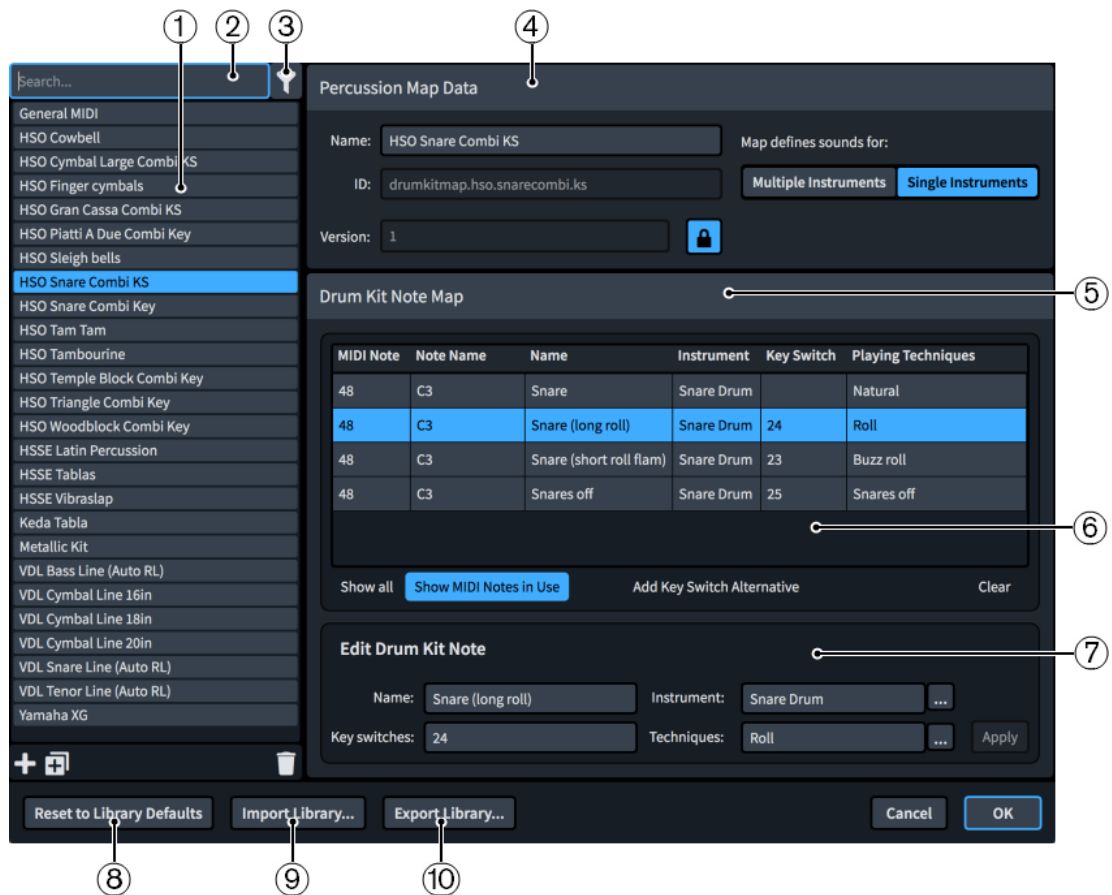 ① ② ③ ④
Search...
General MIDI
HSO Cowbell
HSO Cymbal Large Combi KS
HSO Finger cymbals
HSO Gran Cassa Combi KS
HSO Piatti A Due Combi Key
HSO Sleigh bells
HSO Snare Combi KS
HSO Snare Combi Key
HSO Tam Tam
HSO Tambourine
HSO Temple Block Combi Key
HSO Triangle Combi Key
HSO Woodblock Combi Key
HSSE Latin Percussion
HSSE Tablas
HSSE Vibraslap
Keda Tabla
Metallic Kit
VDL Bass Line (Auto RL)
VDL Cymbal Line 16in
VDL Cymbal Line 18in
VDL Cymbal Line 20in
VDL Snare Line (Auto RL)
VDL Tenor Line (Auto RL)
Yamaha XG
Percussion Map Data
Name: HSO Snare Combi KS Map defines sounds for:
ID: drumkitmap.hso.snarecombi.ks Multiple Instruments Single Instruments
Version: 1
Drum Kit Note Map ⑤
MIDI Note Note Name Name Instrument Key Switch Playing Techniques
48 C3 Snare Snare Drum Natural
48 C3 Snare (long roll) Snare Drum 24 Roll
48 C3 Snare (short roll flam) Snare Drum 23 Buzz roll
48 C3 Snares off Snare Drum 25 Snares off
⑥
Show all Show MIDI Notes in Use Add Key Switch Alternative Clear
Edit Drum Kit Note ⑦
Name: Snare (long roll) Instrument: Snare Drum ...
Key switches: 24 Techniques: Roll ... Apply
Reset to Library Defaults Import Library... Export Library... Cancel OK
⑧ ⑨ ⑩